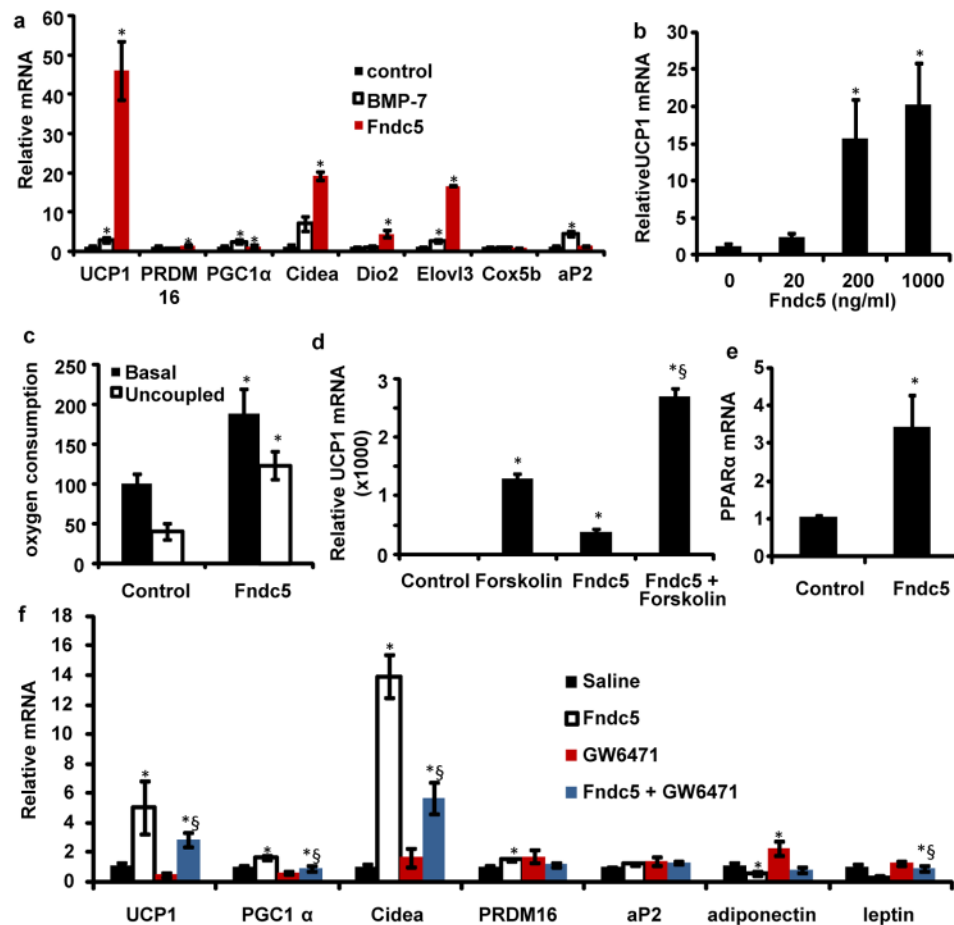 a
Relative mRNA
60
50
40
30
20
10
0
* * * * * * * * * * *
control
BMP-7
Fndc5
UCP1 PRDM 16 PGC1α Cidea Dio2 Elovl3 Cox5b aP2
b
RelativeUCP1 mRNA
30
25
20
15
10
5
0
* *
0 20 200 1000
Fndc5 (ng/ml)
c
oxygen consumption
250
200
150
100
50
0
Basal
Uncoupled
* *
Control Fndc5
d
Relative UCP1 mRNA
(x1000)
3
2
1
0
* * *§
Control Forskolin Fndc5 Fndc5 +
Forskolin
e
PPARα mRNA
5
4
3
2
1
0
*
Control Fndc5
f
Relative mRNA
18
16
14
12
10
8
6
4
2
0
* *§ * *§ * *§ * * * *§
Saline
Fndc5
GW6471
Fndc5 + GW6471
UCP1 PGC1 α Cidea PRDM16 aP2 adiponectin leptin